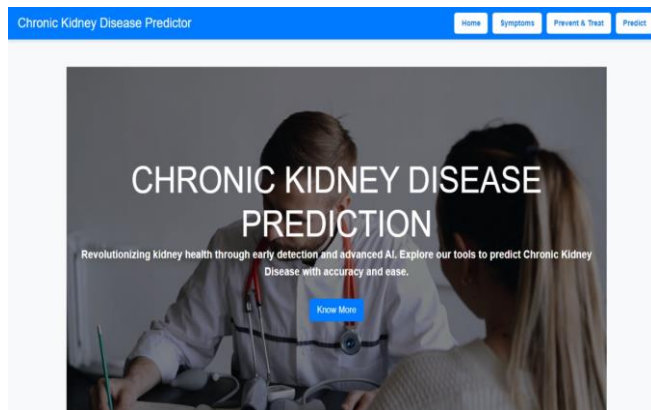 Chronic Kidney Disease Predictor
Home
Symptoms
Prevent & Treat
Predict
CHRONIC KIDNEY DISEASE
PREDICTION
Revolutionizing kidney health through early detection and advanced AI. Explore our tools to predict Chronic Kidney
Disease with accuracy and ease.
Know More